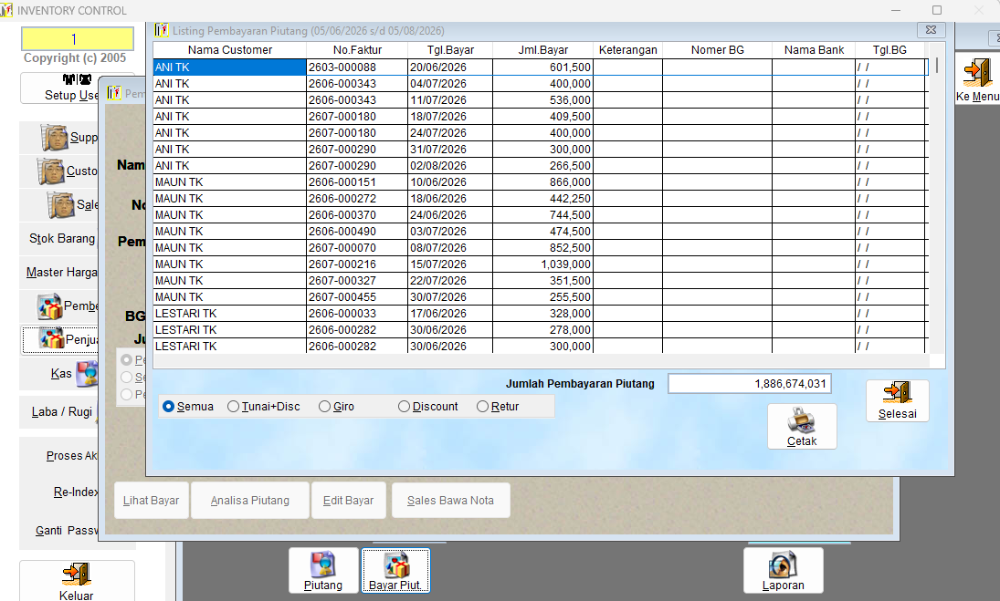 INVENTORY CONTROL
1
Copyright (c) 2005
Setup Use
Supp
Custo
Sale
Stok Barang
Master Harga
Pembe
Penjua
Kas
Laba / Rugi
Proses Ak
Re-Index
Ganti Passw
Keluar
Pem
Nam
No
Pem
BG
Ju
Pe
Se
Pe
Listing Pembayaran Piutang (05/06/2026 s/d 05/08/2026)
Nama Customer No.Faktur Tgl.Bayar Jml.Bayar Keterangan Nomer BG Nama Bank Tgl.BG
ANI TK 2603-000088 20/06/2026 601,500 / /
ANI TK 2606-000343 04/07/2026 400,000 / /
ANI TK 2606-000343 11/07/2026 536,000 / /
ANI TK 2607-000180 18/07/2026 409,500 / /
ANI TK 2607-000180 24/07/2026 400,000 / /
ANI TK 2607-000290 31/07/2026 300,000 / /
ANI TK 2607-000290 02/08/2026 266,500 / /
MAUN TK 2606-000151 10/06/2026 866,000 / /
MAUN TK 2606-000272 18/06/2026 442,250 / /
MAUN TK 2606-000370 24/06/2026 744,500 / /
MAUN TK 2606-000490 03/07/2026 474,500 / /
MAUN TK 2607-000070 08/07/2026 852,500 / /
MAUN TK 2607-000216 15/07/2026 1,039,000 / /
MAUN TK 2607-000327 22/07/2026 351,500 / /
MAUN TK 2607-000455 30/07/2026 255,500 / /
LESTARI TK 2606-000033 17/06/2026 328,000 / /
LESTARI TK 2606-000282 30/06/2026 278,000 / /
LESTARI TK 2606-000282 30/06/2026 300,000 / /
Jumlah Pembayaran Piutang 1,886,674,031
Semua Tunai+Disc Giro Discount Retur
Cetak
Selesai
Ke Menu
Lihat Bayar Analisa Piutang Edit Bayar Sales Bawa Nota
Piutang Bayar Piut. Laporan